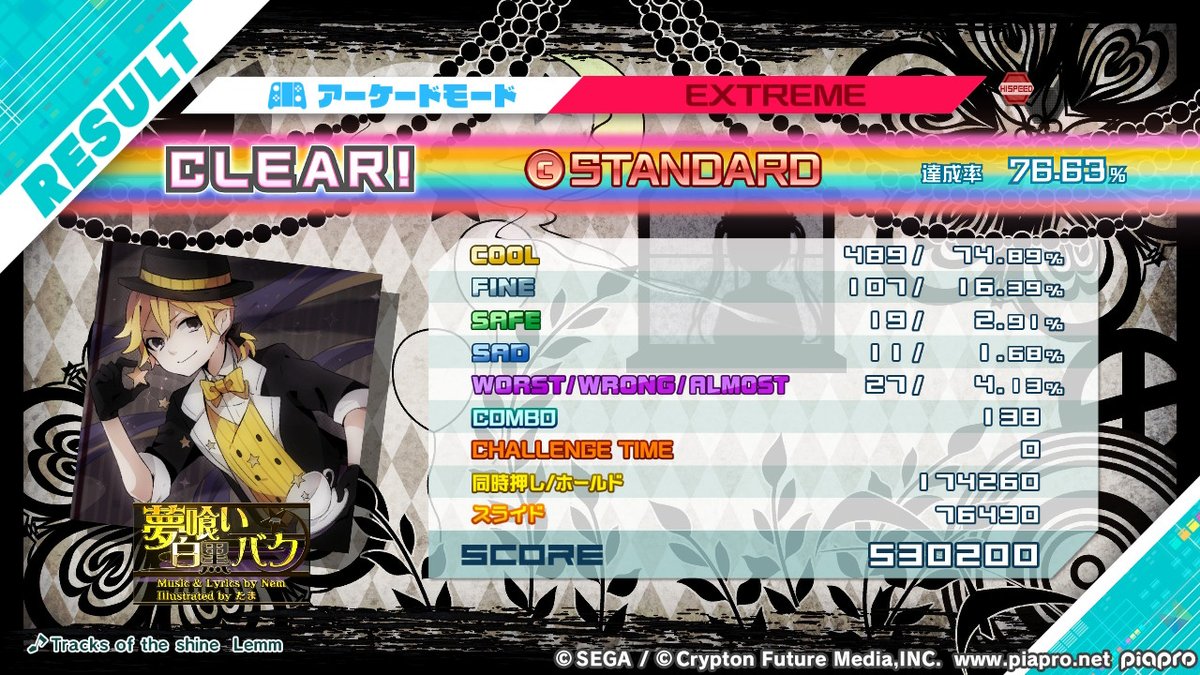 RESULT
アーケードモード EXTREME HISPEED
CLEAR! C STANDARD 達成率 76.63%
COOL 489/ 74.89%
FINE 107/ 16.39%
SAFE 19/ 2.91%
SAD 11/ 1.68%
WORST/WRONG/ALMOST 27/ 4.13%
COMBO 138
CHALLENGE TIME 0
同時押し/ホールド 174260
スライド 76490
SCORE 530200
夢喰い
白黒バク
Music & Lyrics by Nem
Illustrated by たま
♪Tracks of the shine Lemm
© SEGA / © Crypton Future Media,INC. www.piapro.net piapro